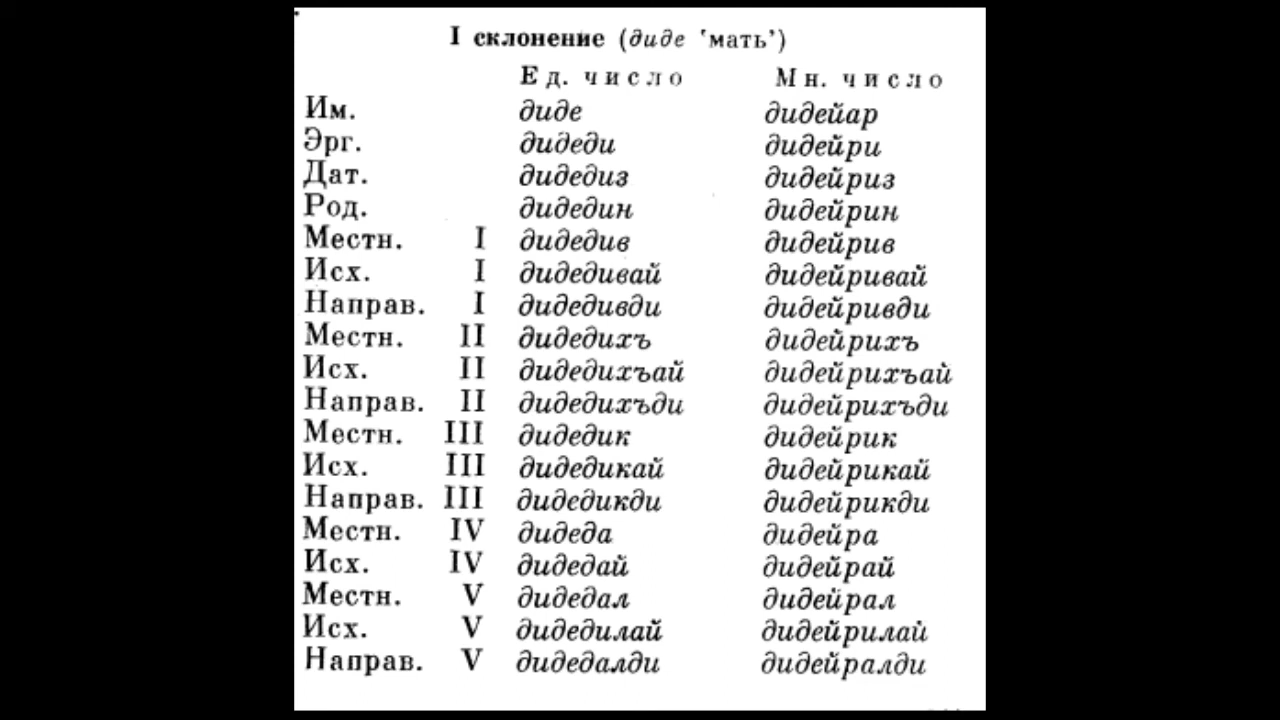 I склонение (диде 'мать')
Ед. число Мн. число
Им. диде дидейар
Эрг. дидеди дидейри
Дат. дидедиз дидейриз
Род. дидедин дидейрин
Местн. I дидедив дидейрив
Исх. I дидедивай дидейривай
Направ. I дидедивди дидейривди
Местн. II дидедихъ дидейрихъ
Исх. II дидедихъай дидейрихъай
Направ. II дидедихъди дидейрихъди
Местн. III дидедик дидейрик
Исх. III дидедикай дидейрикай
Направ. III дидедикди дидейрикди
Местн. IV дидеда дидейра
Исх. IV дидедай дидейрай
Местн. V дидедал дидейрал
Исх. V дидедилай дидейрилай
Направ. V дидедалди дидейралди